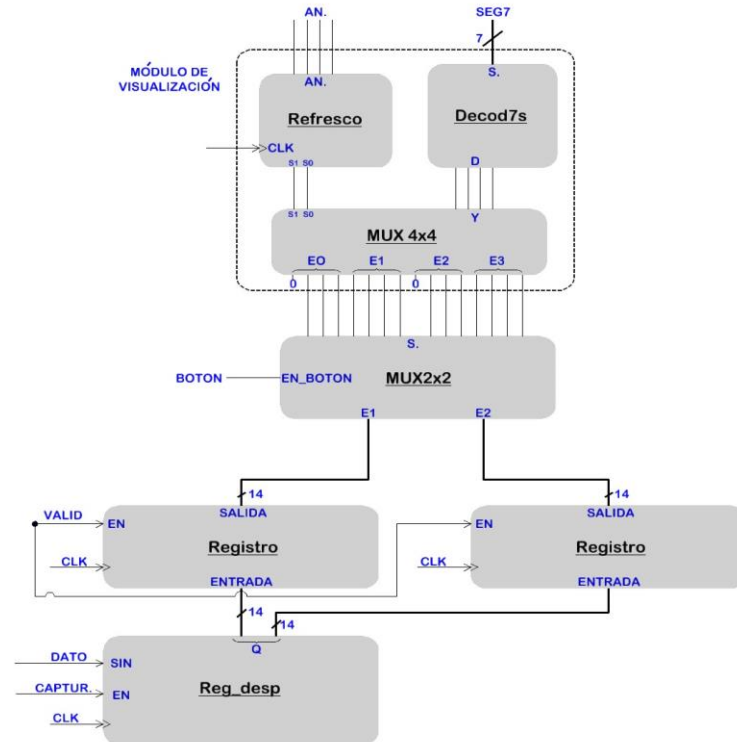 AN.
SEG7
7
MÓDULO DE
VISUALIZACIÓN
AN.
Refresco
CLK
S1 S0
S.
Decod7s
D
S1 S0
Y
MUX 4x4
EO
E1
E2
E3
0
0
S.
BOTON
EN_BOTON
MUX2x2
E1
E2
14
14
VALID
EN
SALIDA
Registro
CLK
ENTRADA
EN
SALIDA
Registro
CLK
ENTRADA
14
14
Q
DATO
SIN
CAPTUR.
EN
Reg_desp
CLK